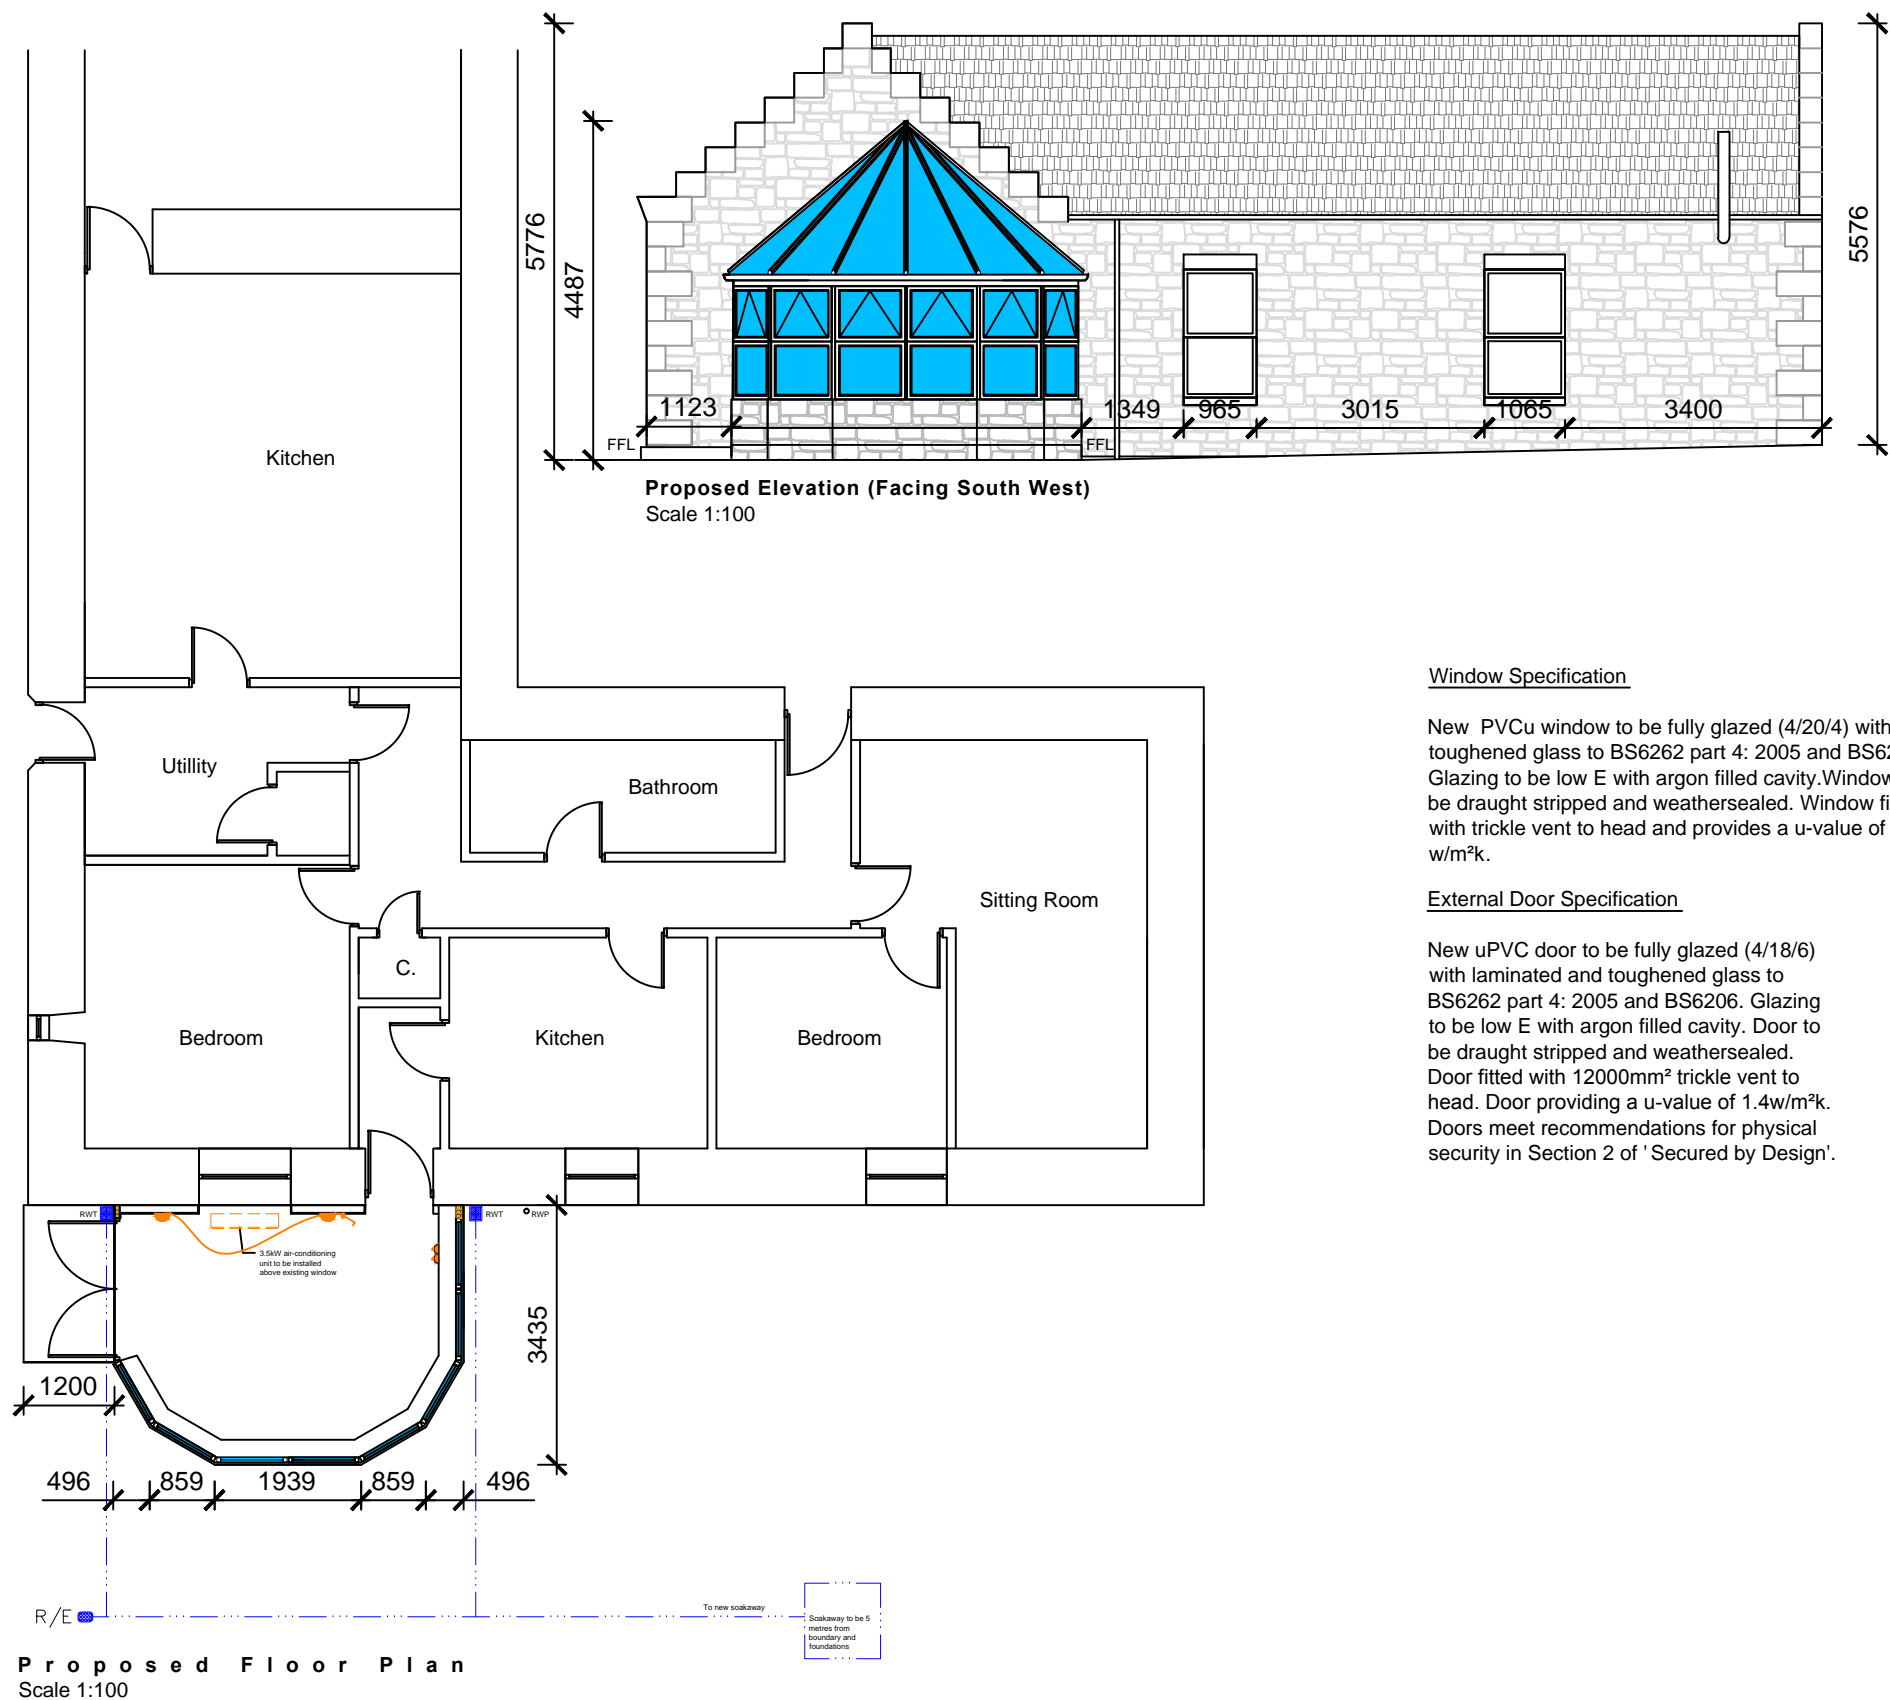 5776
4487
5576
1123
1349
965
3015
1065
3400
FFL
FFL
Proposed Elevation (Facing South West)
Scale 1:100
Kitchen
Utillity
Bathroom
Sitting Room
C.
Bedroom
Kitchen
Bedroom
RWT
RWT
RWP
3.5kW air-conditioning
unit to be installed
above existing window
3435
1200
496
859
1939
859
496
R/E
To new soakaway
Soakaway to be 5
metres from
boundary and
foundations
Proposed Floor Plan
Scale 1:100
Window Specification
New PVCu window to be fully glazed (4/20/4) with
toughened glass to BS6262 part 4: 2005 and
Glazing to be low E with argon filled cavity.Window
be draught stripped and weathersealed. Window
with trickle vent to head and provides a u-value of
w/m²k.
External Door Specification
New uPVC door to be fully glazed (4/18/6)
with laminated and toughened glass to
BS6262 part 4: 2005 and BS6206. Glazing
to be low E with argon filled cavity. Door to
be draught stripped and weathersealed.
Door fitted with 12000mm² trickle vent to
head. Door providing a u-value of 1.4w/m²k.
Doors meet recommendations for physical
security in Section 2 of 'Secured by Design'.